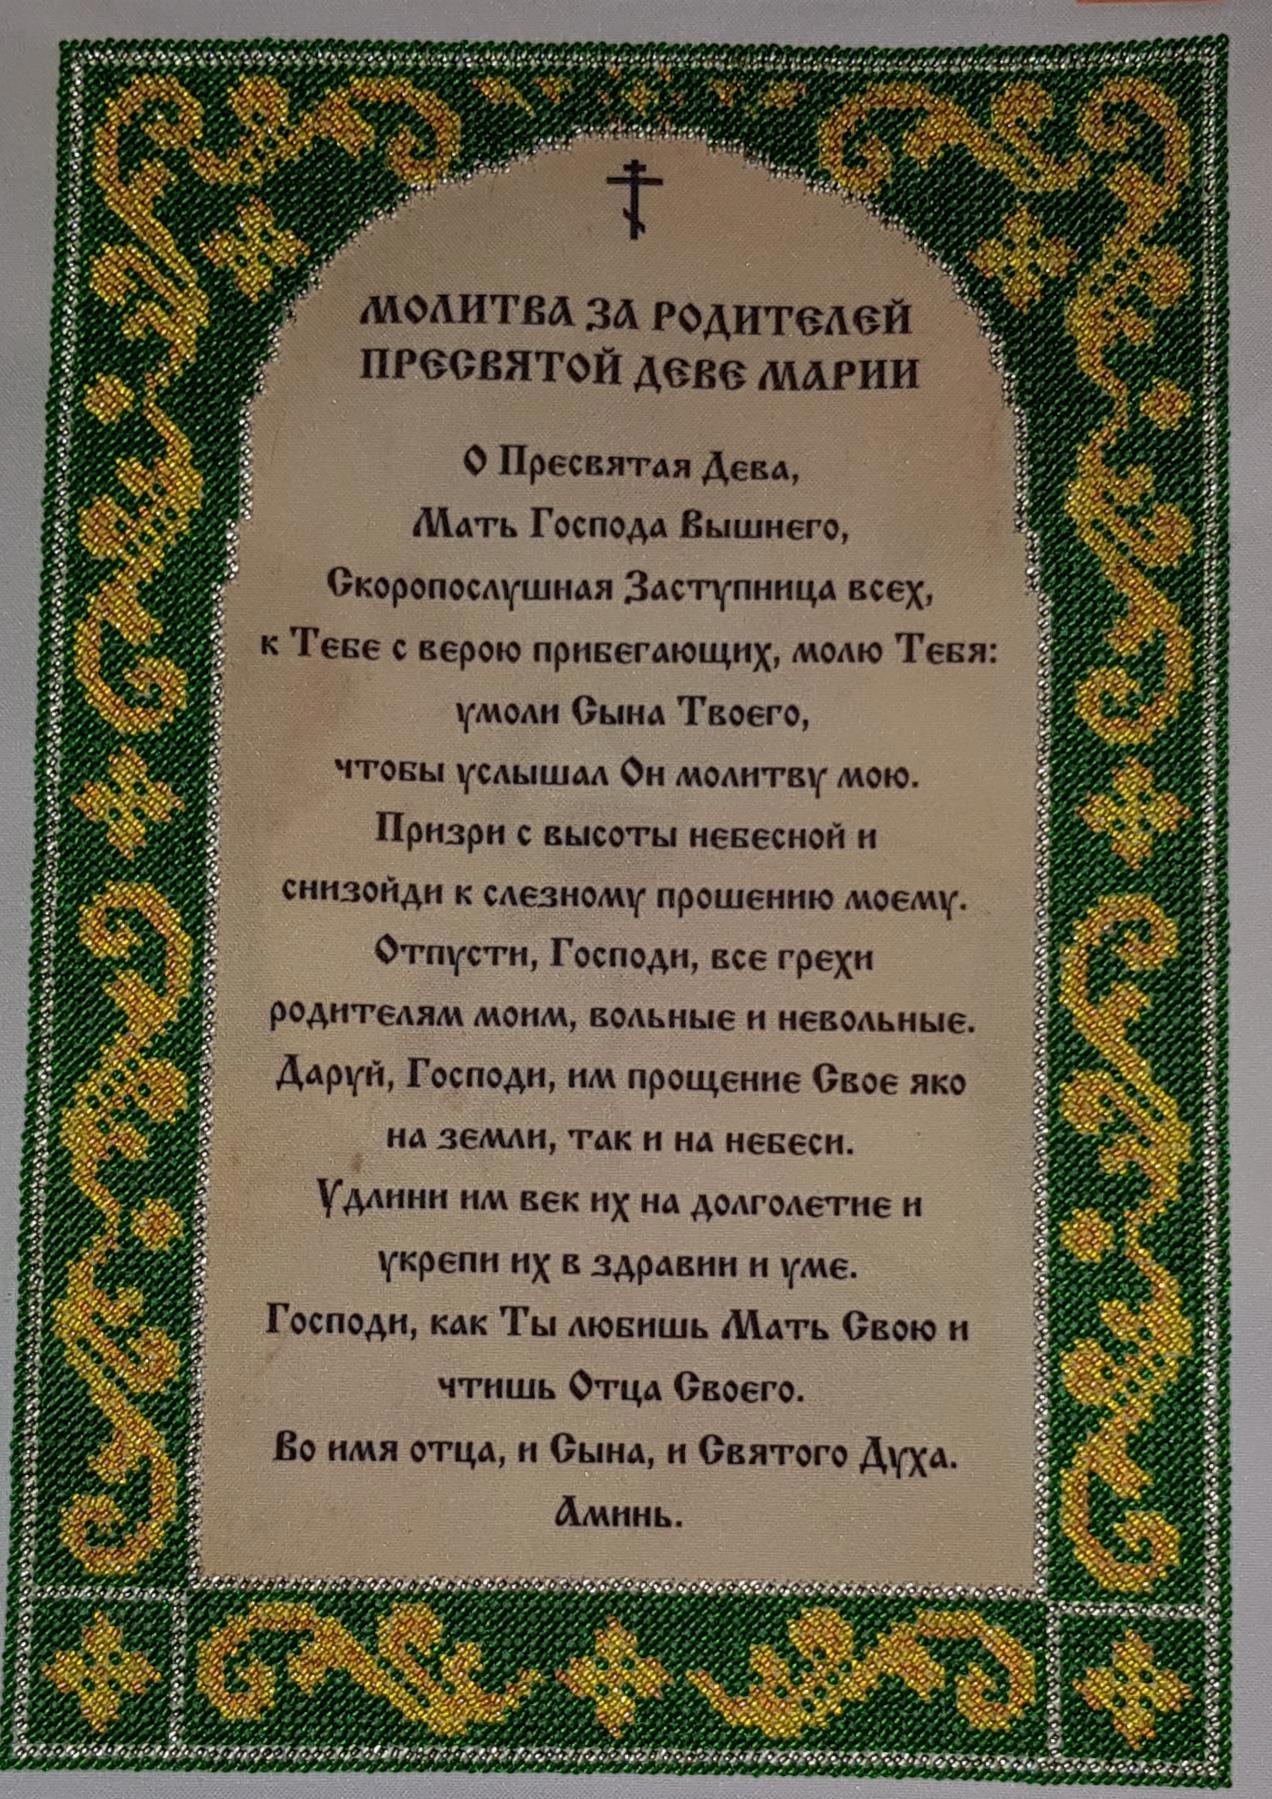 МОЛИТВА ЗА РОДИТЕЛЕЙ
ПРЕСВЯТОЙ ДЕВЕ МАРИИ
О Пресвятая Дева,
Мать Господа Вышнего,
Скоропослушная Заступница всех,
к Тебе с верою прибегающих, молю Тебя:
умоли Сына Твоего,
чтобы услышал Он молитву мою.
Призри с высоты небесной и
снизойди к слезному прошению моему.
Отпусти, Господи, все грехи
родителям моим, вольные и невольные.
Даруй, Господи, им прощение Свое яко
на земли, так и на небеси.
Удлини им век их на долголетие и
укрепи их в здравии и уме.
Господи, как Ты любишь Мать Свою и
чтишь Отца Своего.
Во имя отца, и Сына, и Святого Духа.
Аминь.